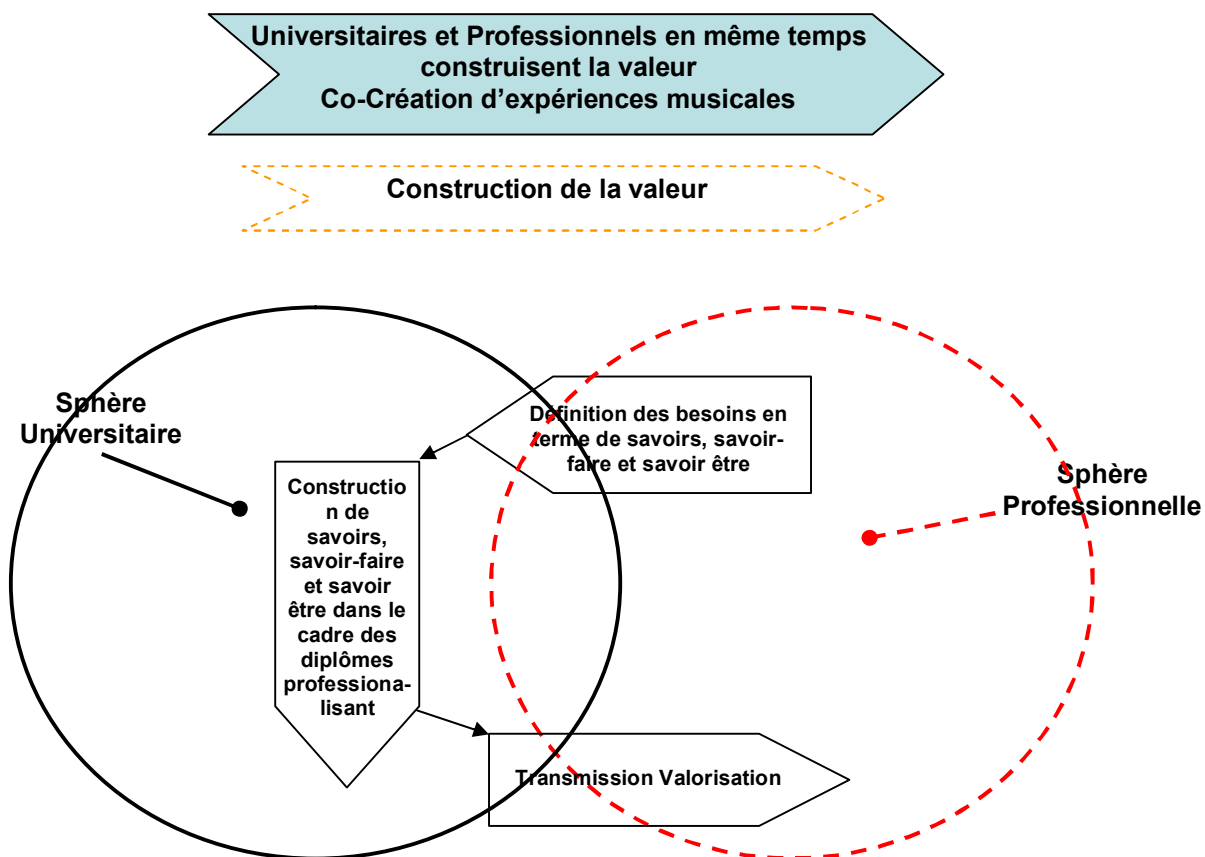 Universitaires et Professionnels en même temps
construisent la valeur
Co-Création d'expériences musicales
Construction de la valeur
Sphère
Universitaire
Définition des besoins en
terme de savoirs, savoir-
faire et savoir être
Constructio
n de
savoirs,
savoir-faire
et savoir
être dans le
cadre des
diplômes
professiona-
lisant
Sphère
Professionnelle
Transmission Valorisation